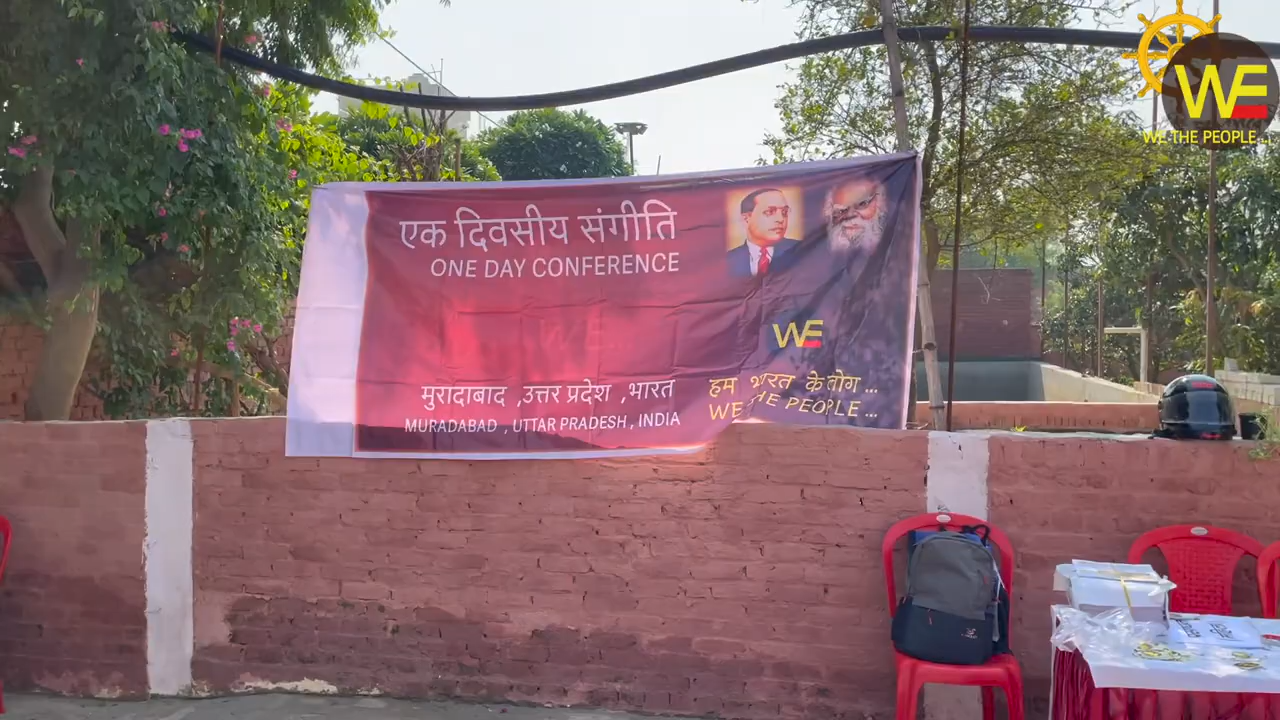 WE
WE THE PEOPLE...
एक दिवसीय संगीति
ONE DAY CONFERENCE
WE
मुरादाबाद ,उत्तर प्रदेश ,भारत
MURADABAD , UTTAR PRADESH , INDIA
हम भारत के लोग ...
WE THE PEOPLE ...